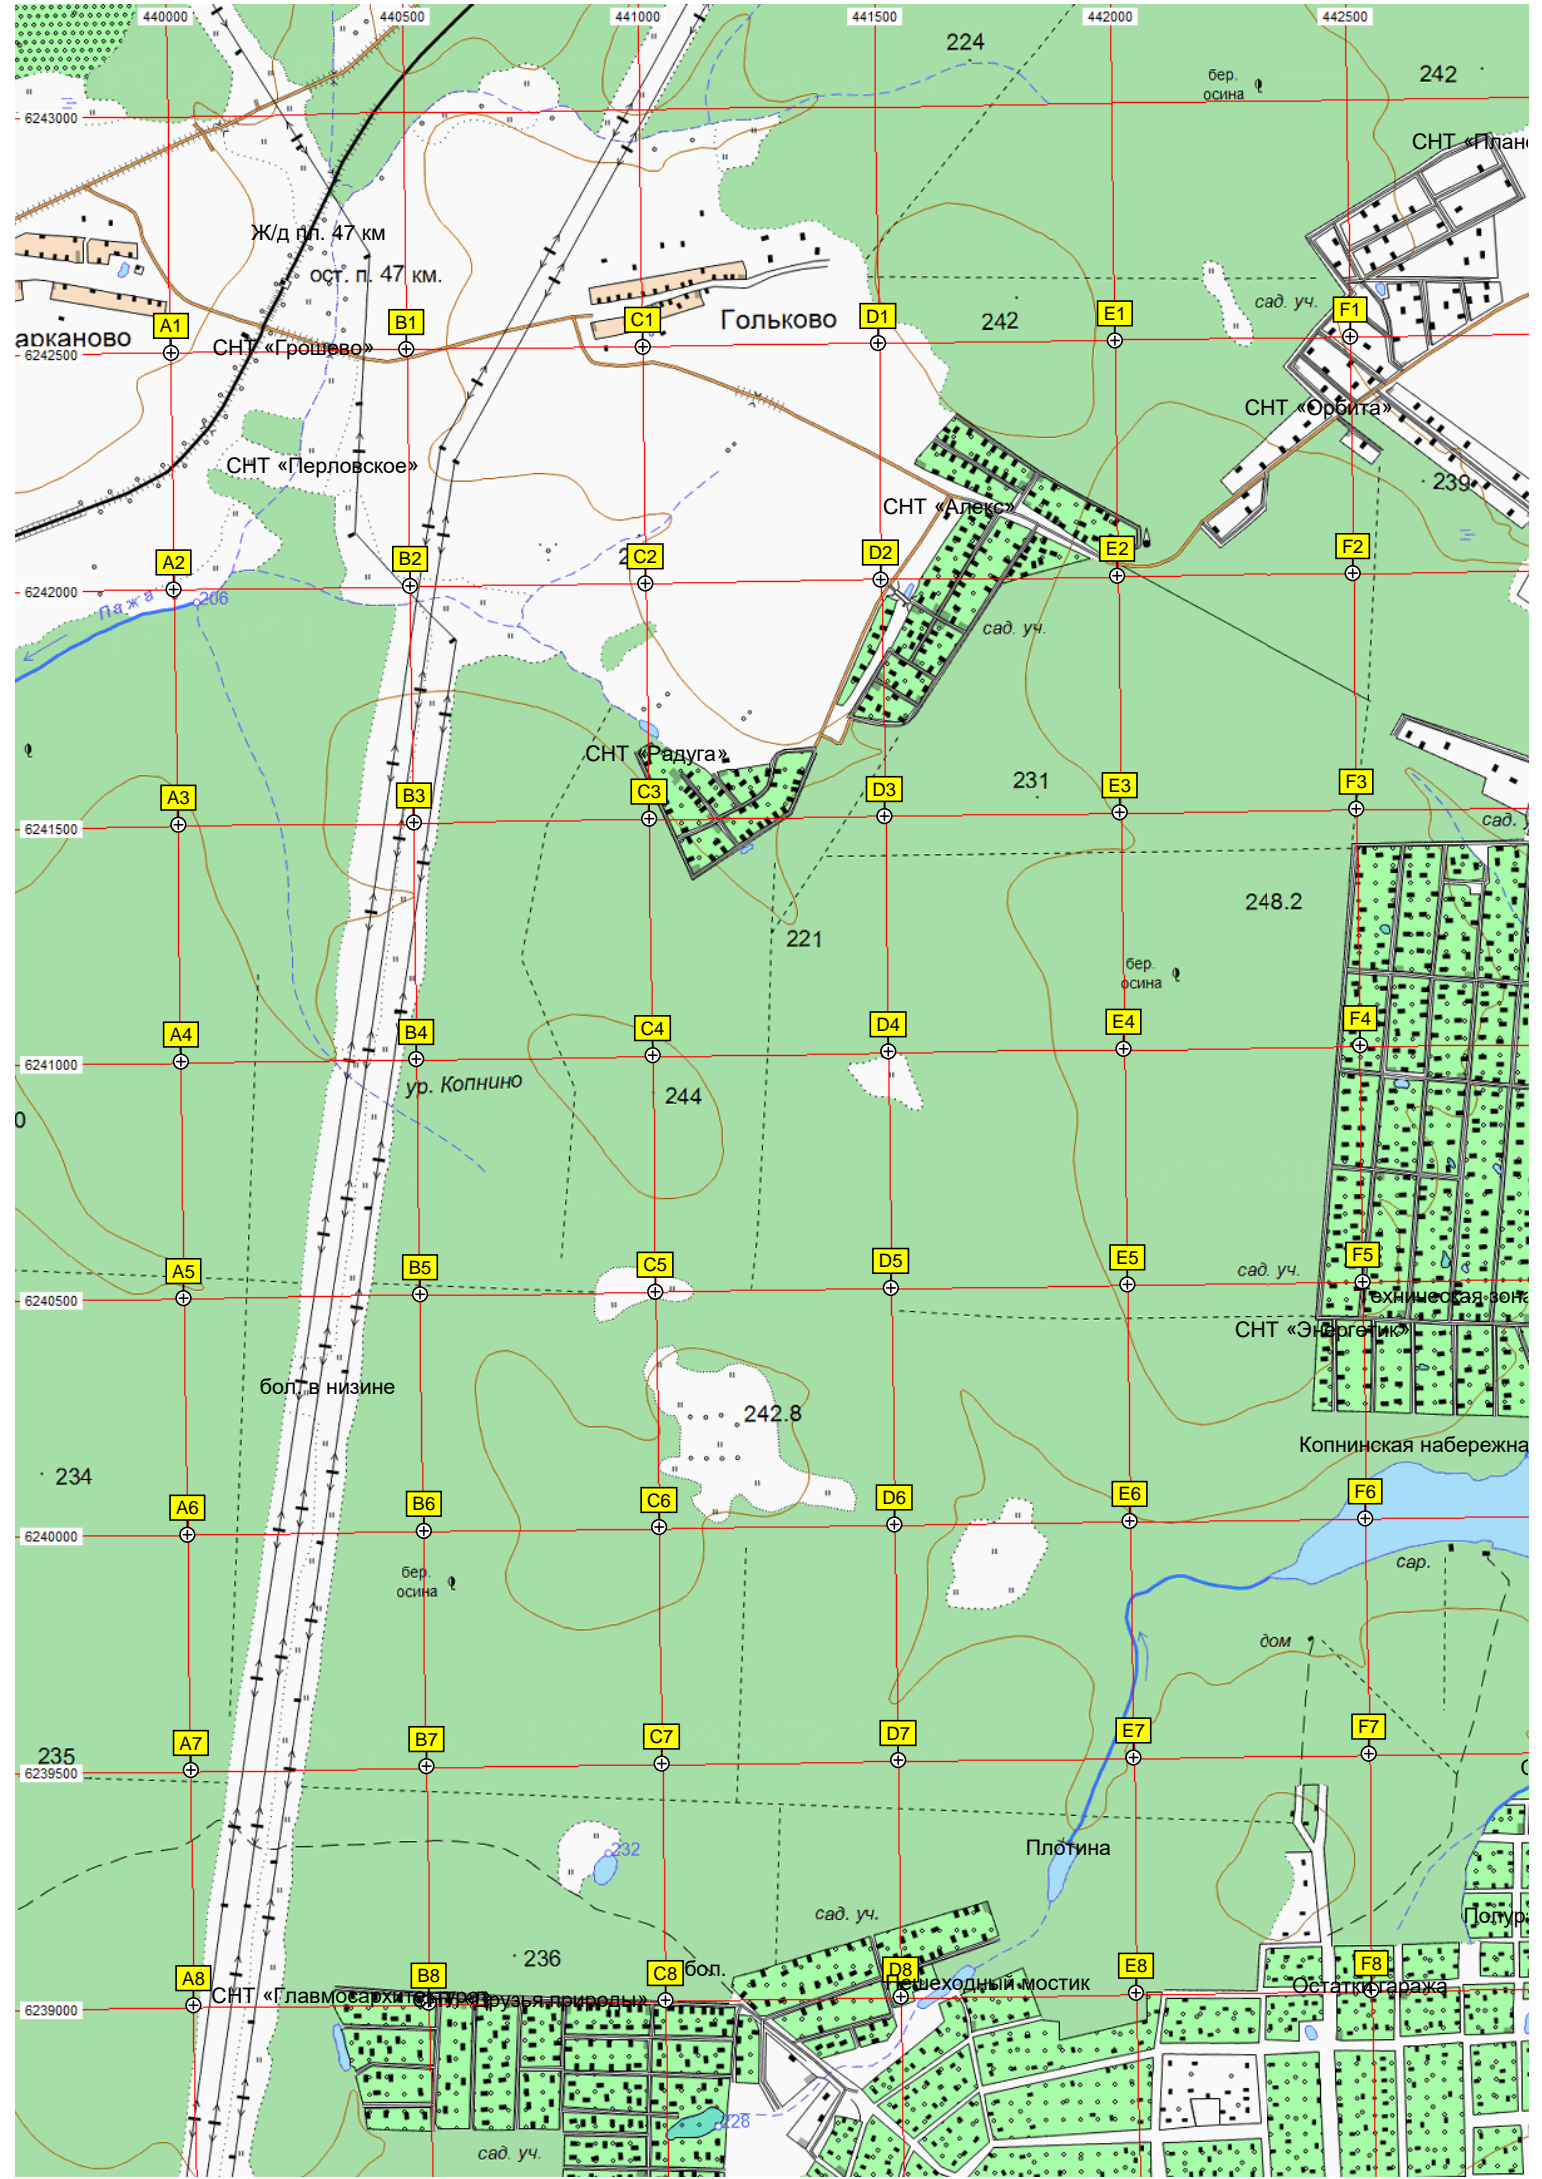 440000 440500 441000 441500 442000 442500
224
бер.
осина
242
6243000
СНТ «План
Ж/д пл. 47 км
ост. п. 47 км.
сад. уч.
арканово
A1 B1 C1 Гольково D1 242 E1 F1
СНТ «Грошево»
6242500
СНТ «Орбита»
СНТ «Перловское»
239
СНТ «Алекс»
A2 B2 C2 D2 E2 F2
6242000
Пажа
206
сад. уч.
СНТ «Радуга»
A3 B3 C3 D3 231 E3 F3
6241500
сад. у
248.2
221
бер.
осина
A4 B4 C4 D4 E4 F4
6241000
ур. Копнино
244
0
A5 B5 C5 D5 E5 сад. уч. F5
6240500
ехническая зона
СНТ «Энергетик»
бол. в низине
242.8
Копнинская набережна
234
A6 B6 C6 D6 E6 F6
6240000
сар.
бер.
осина
дом
A7 B7 C7 D7 E7 F7
235
6239500
Плотина
232
сад. уч.
Попур
236
A8 B8 C8 бол. D8 E8 F8
СНТ «Главмосархитектура»
друзья природы»
Пешеходный мостик
Остатки гаража
6239000
228
сад. уч.